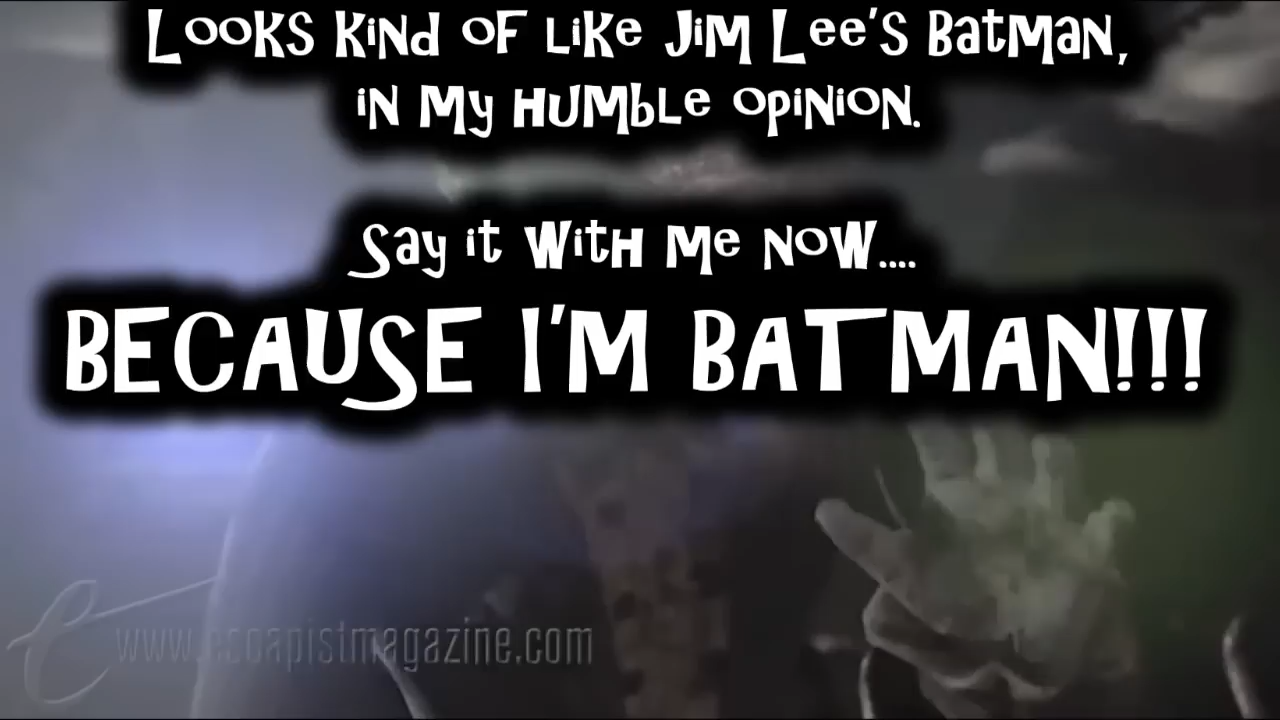 Looks kind of like Jim Lee's Batman,
in my humble opinion.
Say it with me now....
BECAUSE I'M BATMAN!!!
www.escapistmagazine.com